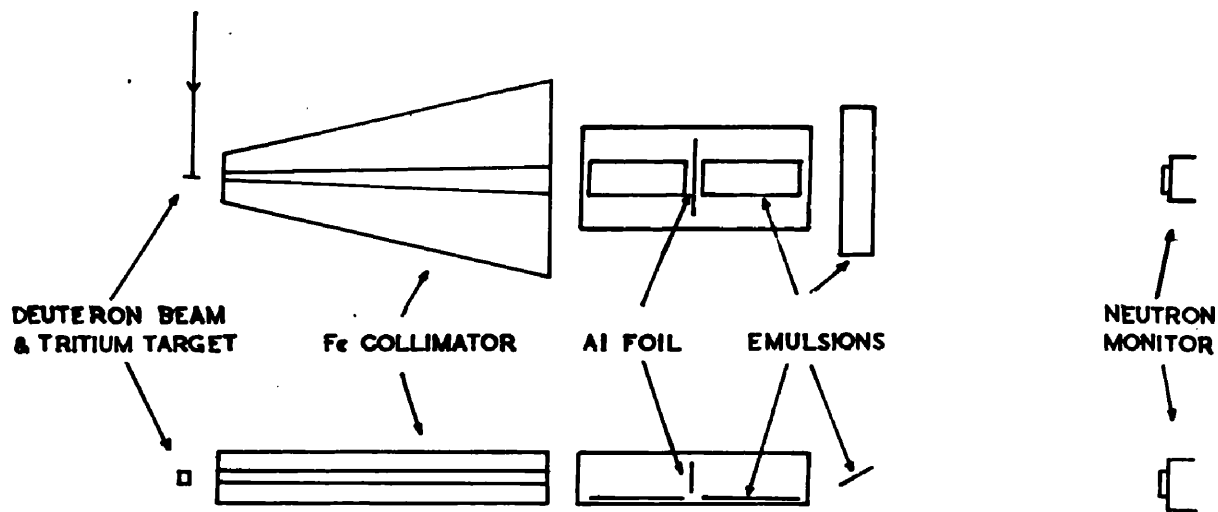 DEUTERON BEAM
& TRITIUM TARGET
Fe COLLIMATOR
Al FOIL
EMULSIONS
NEUTRON
MONITOR